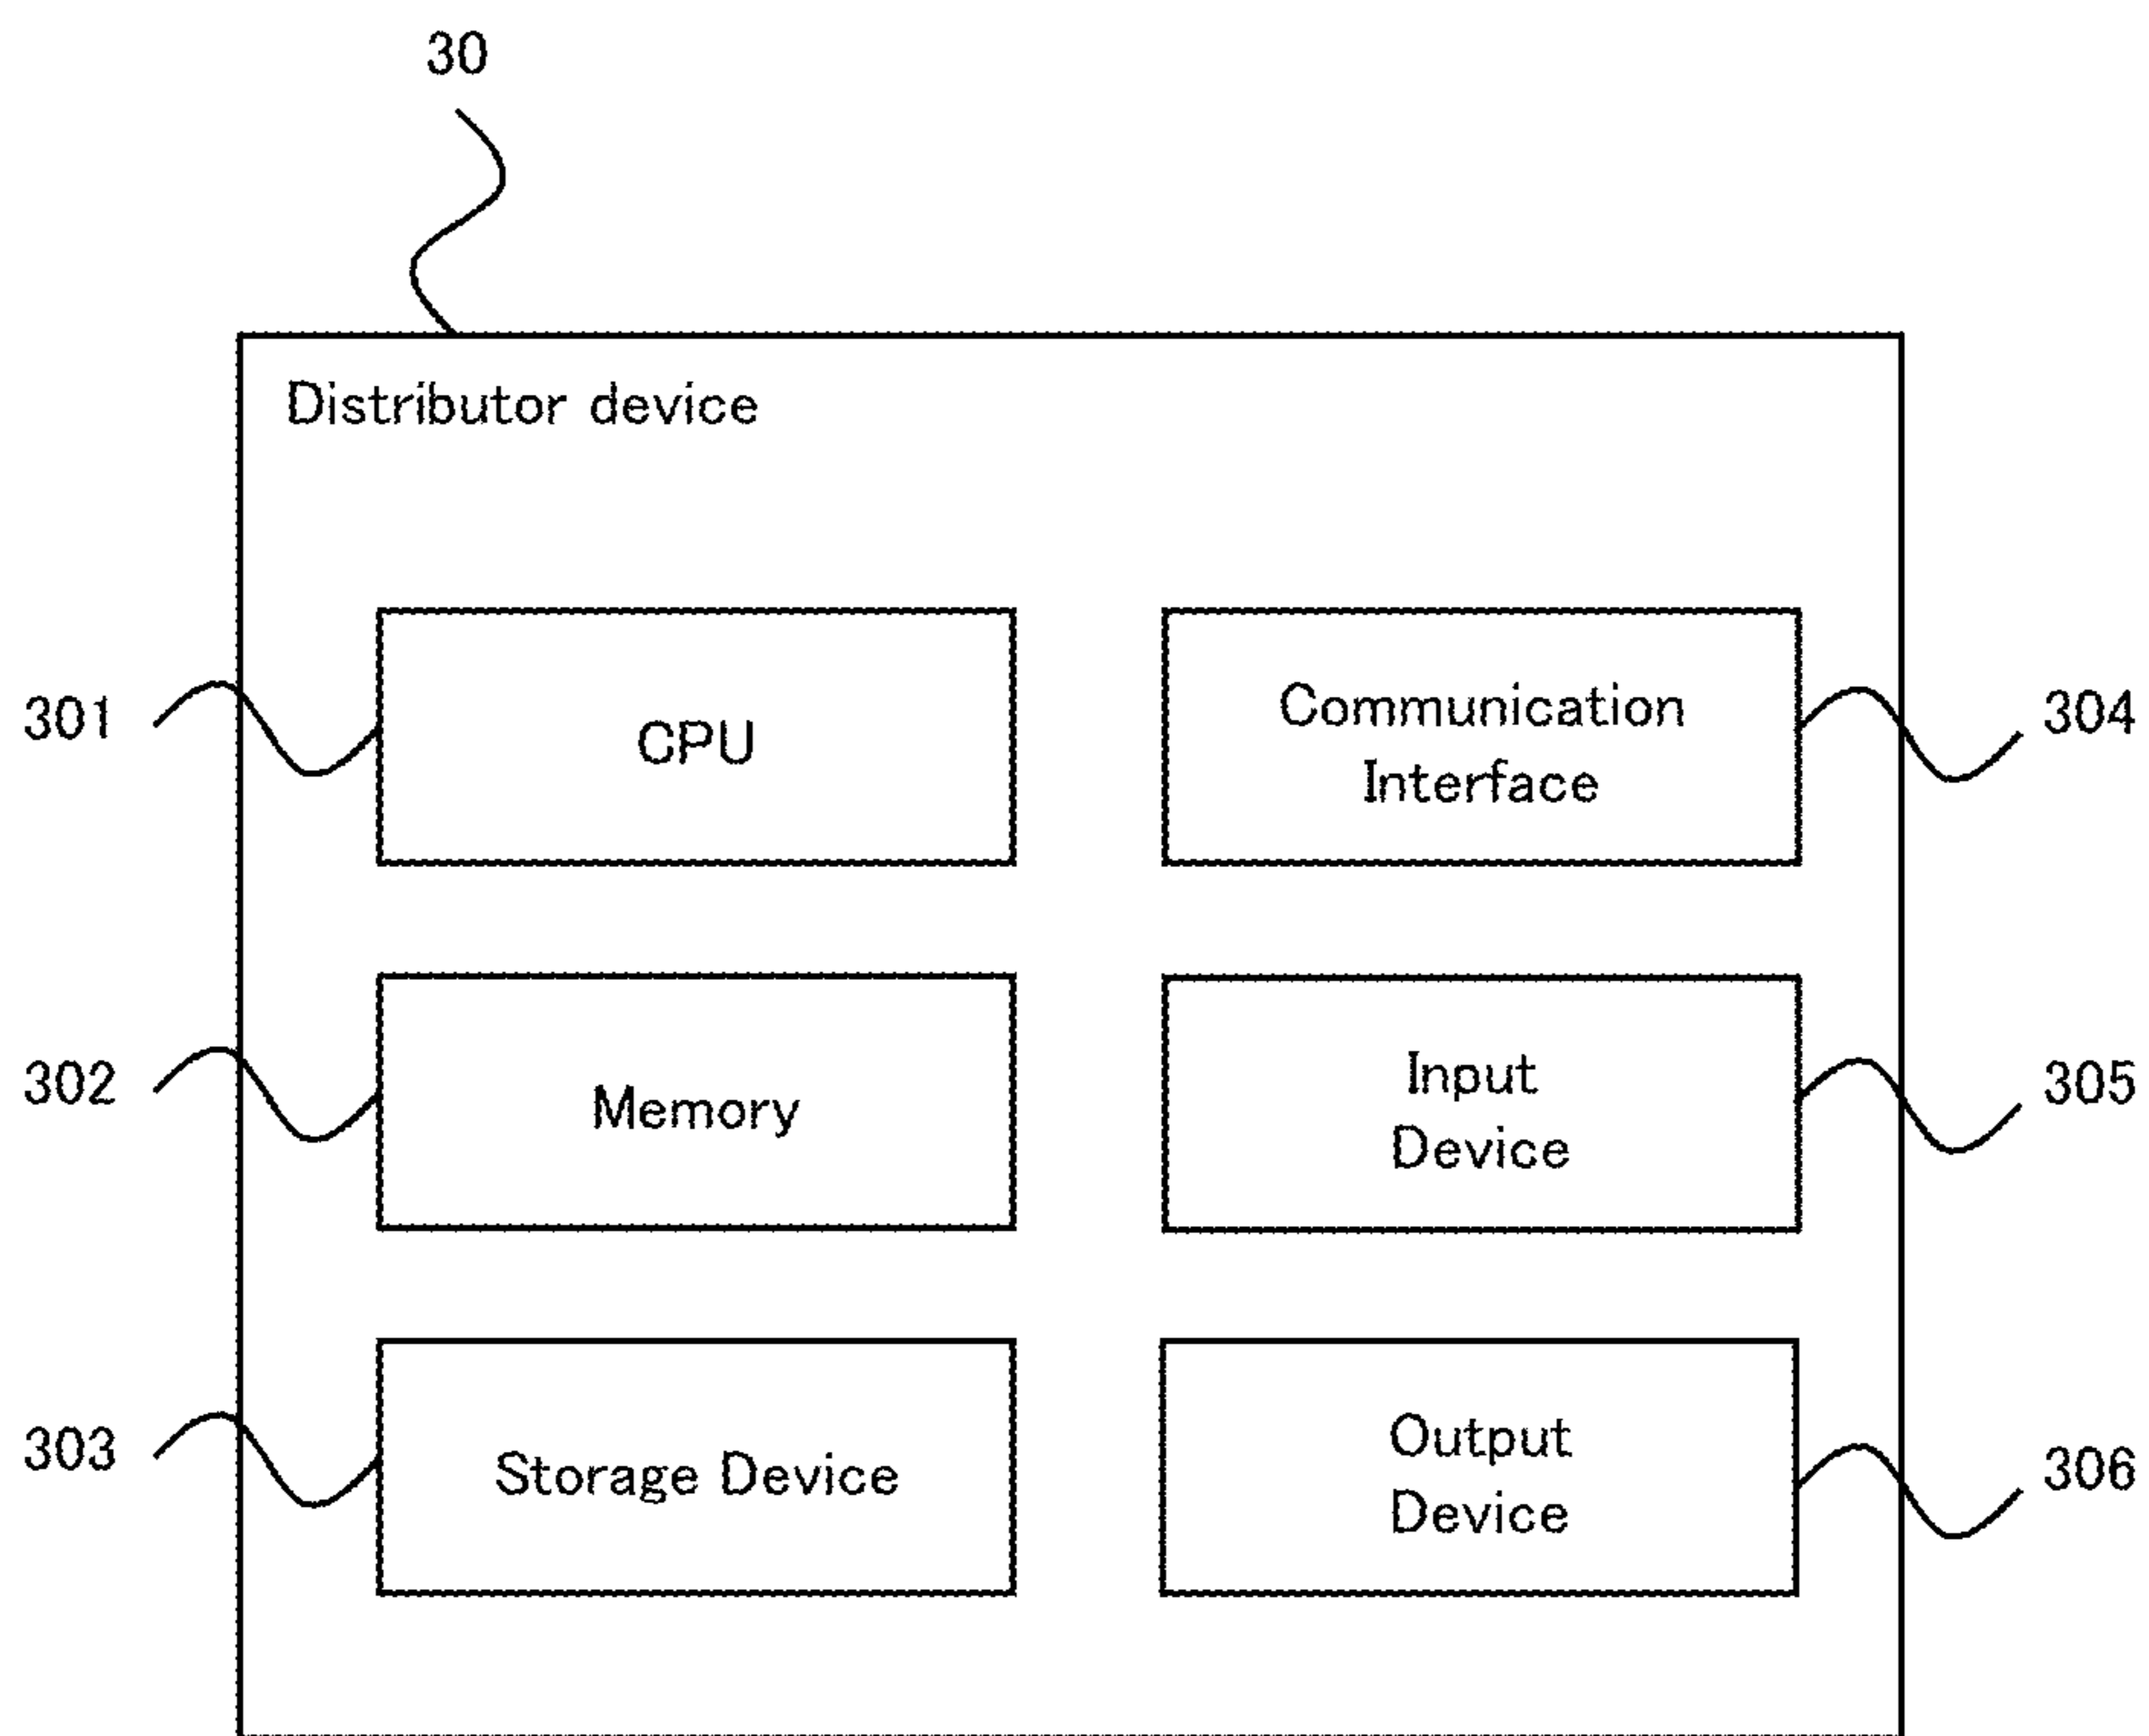 30
Distributor device
301
CPU
Communication
Interface
304
302
Memory
Input
Device
305
303
Storage Device
Output
Device
306